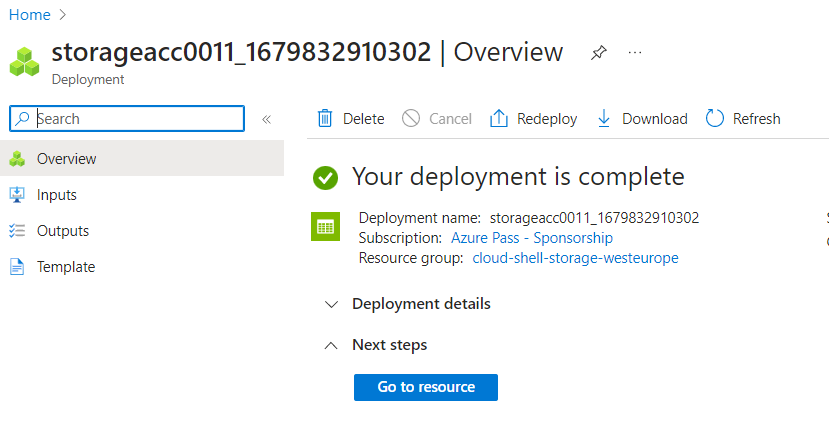 Home
storageacc0011_1679832910302 | Overview
Deployment
Search
Delete Cancel Redeploy Download Refresh
Overview
Inputs
Outputs
Template
Your deployment is complete
Deployment name: storageacc0011_1679832910302
Subscription: Azure Pass - Sponsorship
Resource group: cloud-shell-storage-westeurope
Deployment details
Next steps
Go to resource